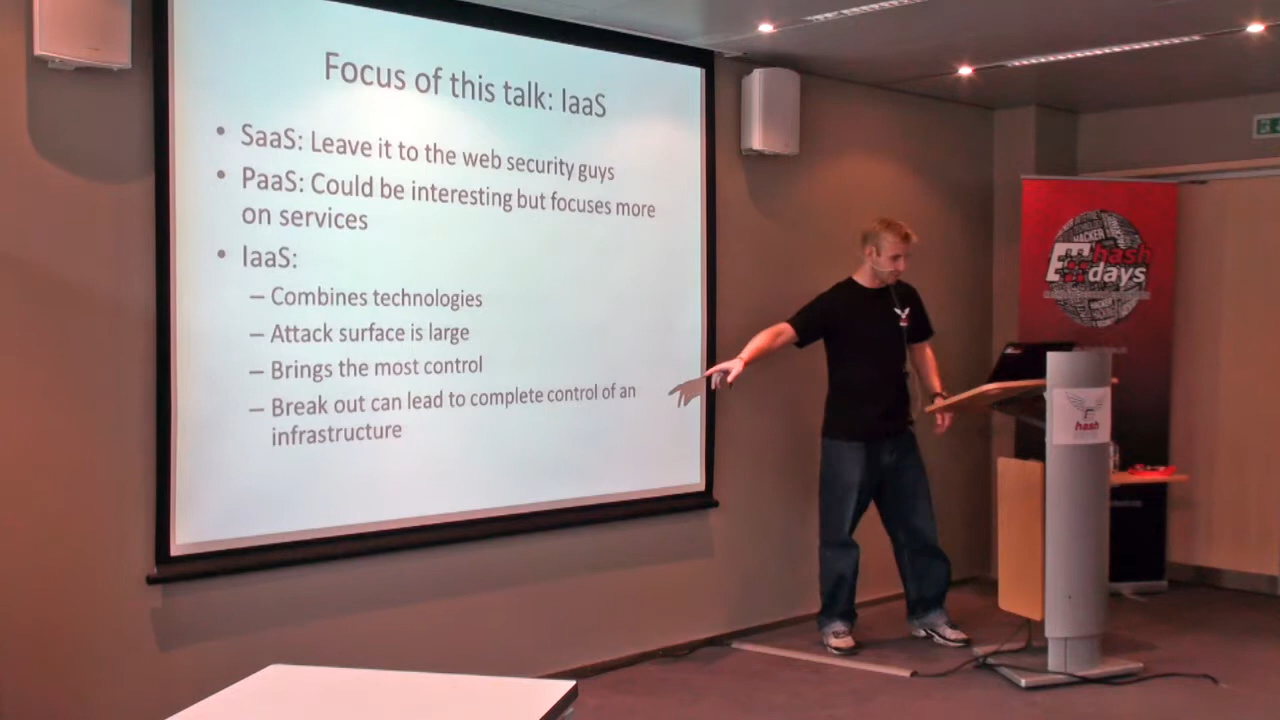 Focus of this talk: IaaS
• SaaS: Leave it to the web security guys
• PaaS: Could be interesting but focuses more
on services
• IaaS:
– Combines technologies
– Attack surface is large
– Brings the most control
– Break out can lead to complete control of an
infrastructure
HACKER
hash
days
hash